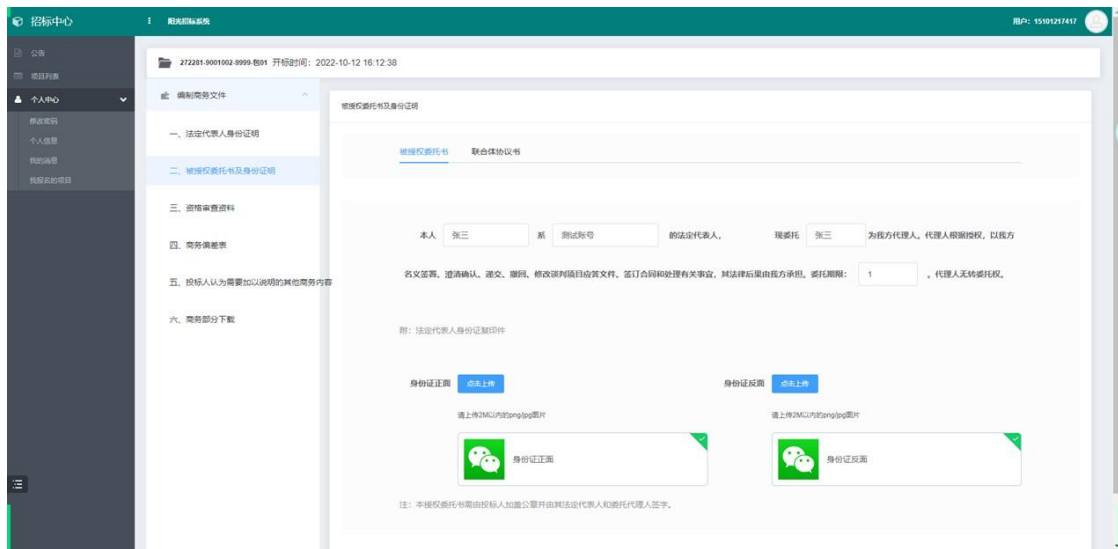 招标中心
阳光招标系统
用户：15101217417
公告
项目列表
个人中心
修改密码
个人信息
我的消息
我报名的项目
272281-9001002-9999-包01 开标时间：2022-10-12 16:12:38
编制商务文件
一、法定代表人身份证明
二、被授权委托书及身份证明
三、资格审查资料
四、商务偏差表
五、投标人认为需要加以说明的其他商务内容
六、商务部分下载
被授权委托书及身份证明
被授权委托书 联合体协议书
本人 张三 系 测试账号 的法定代表人， 现委托 张三 为我方代理人。代理人根据授权，以我方
名义签署、澄清确认、递交、撤回、修改谈判项目应答文件、签订合同和处理有关事宜，其法律后果由我方承担。委托期限： 1 ，代理人无转委托权。
附：法定代表人身份证复印件
身份证正面 点击上传 身份证反面 点击上传
请上传2M以内的png/jpg图片 请上传2M以内的png/jpg图片
身份证正面 身份证反面
注：本授权委托书需由投标人加盖公章并由其法定代表人和委托代理人签字。